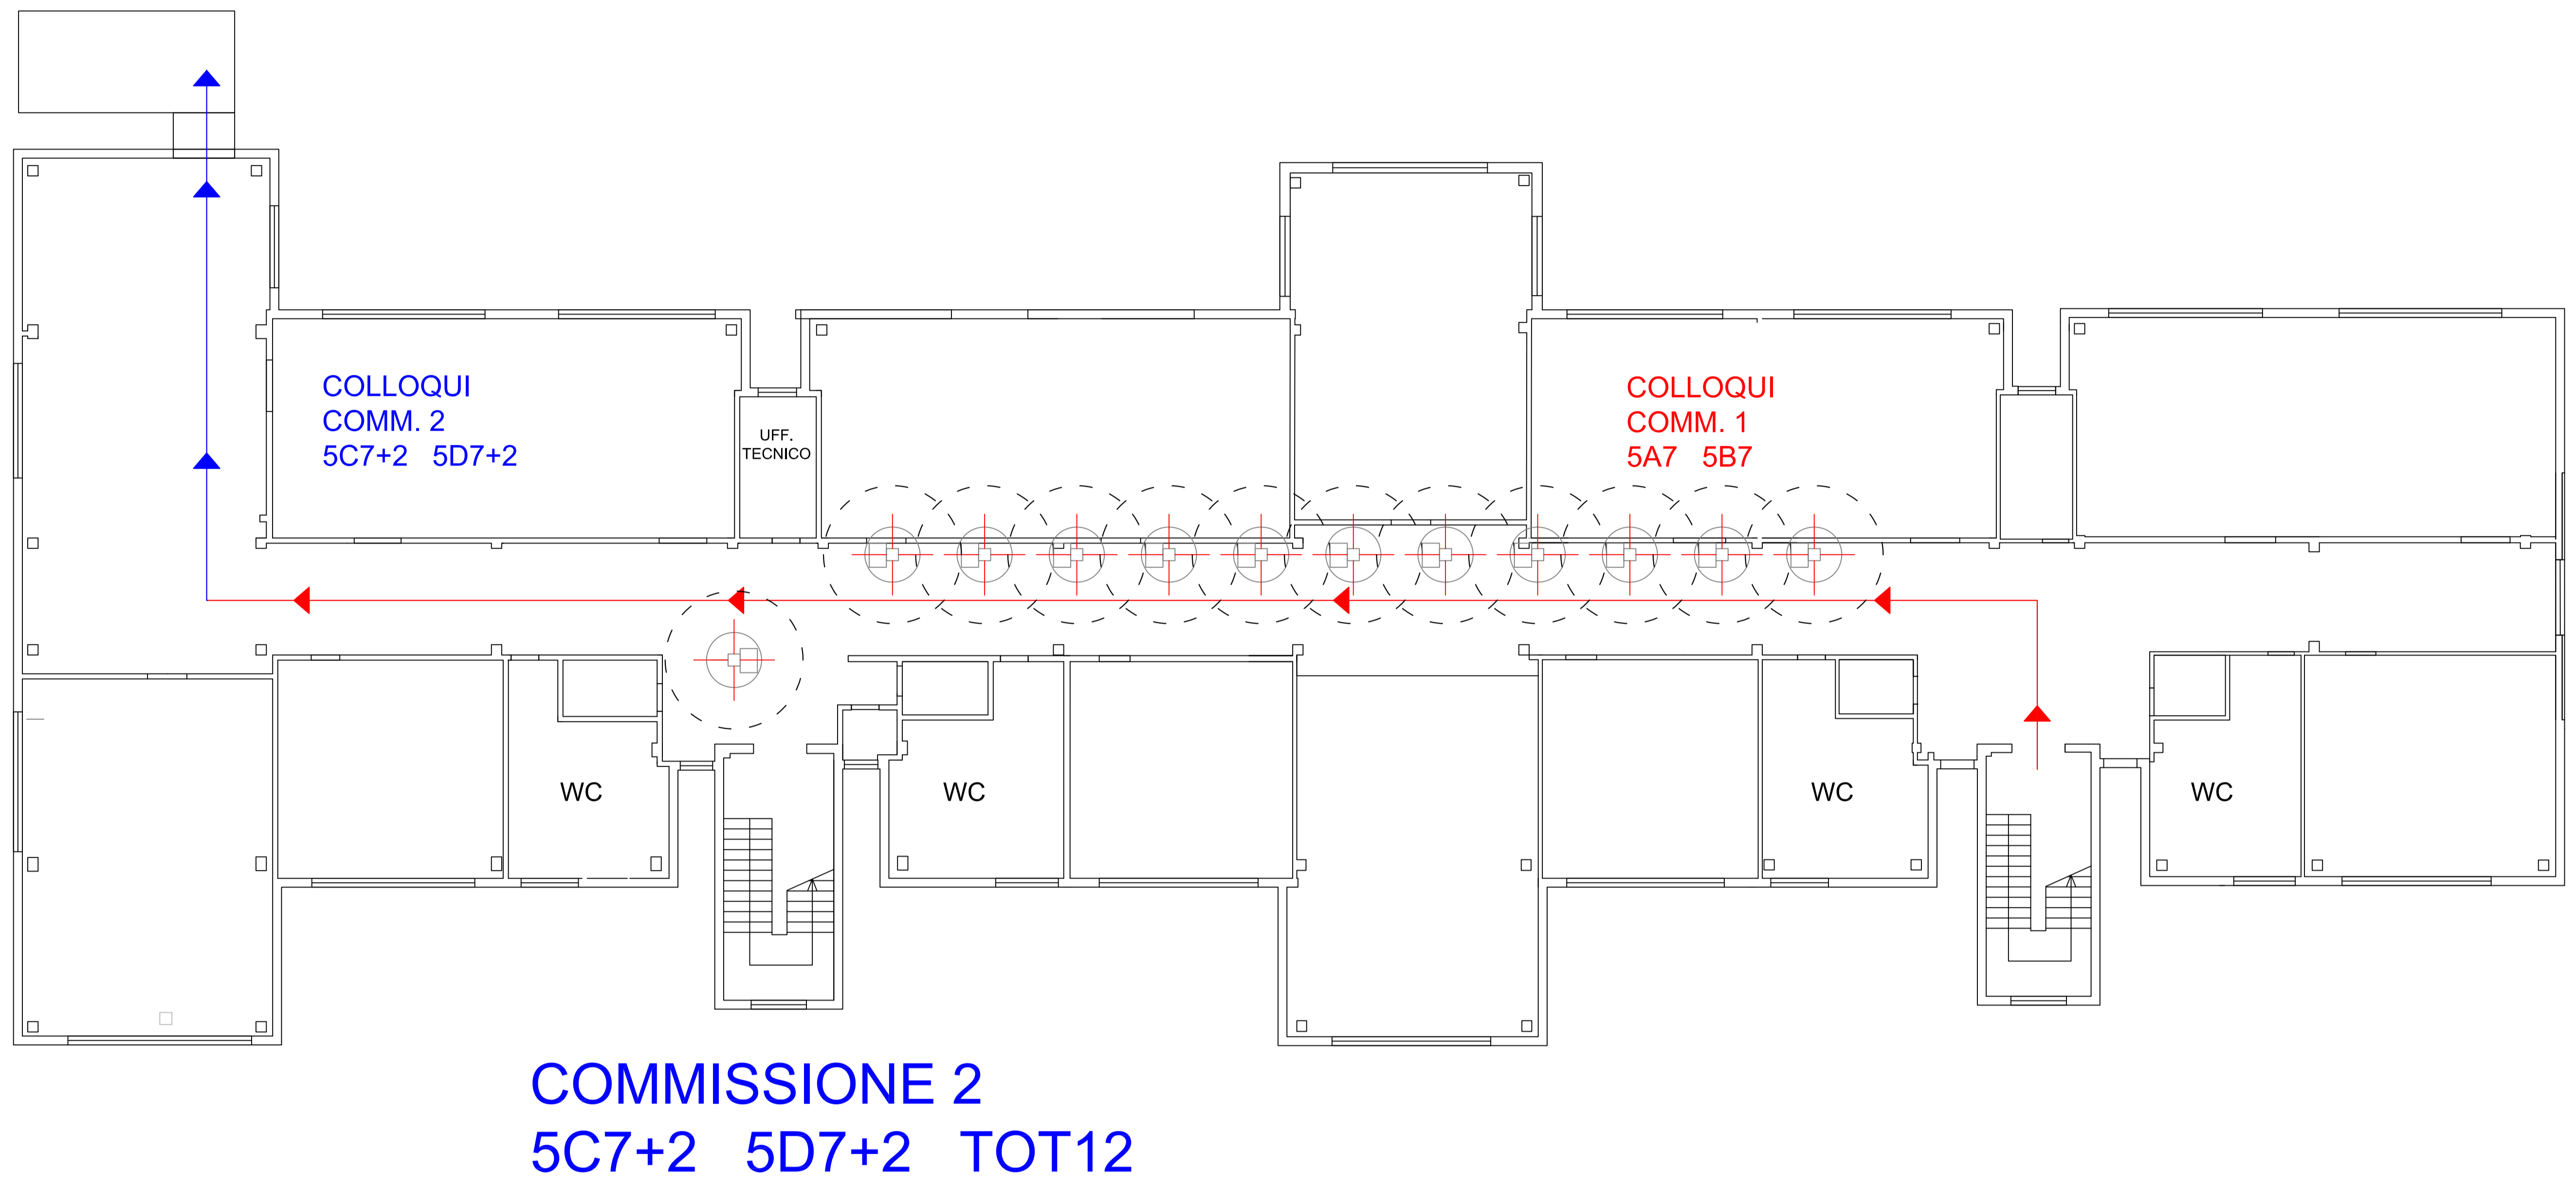 COLLOQUI
COMM. 2
5C7+2 5D7+2
UFF.
TECNICO
COLLOQUI
COMM. 1
5A7 5B7
WC
WC
WC
WC
COMMISSIONE 2
5C7+2 5D7+2 TOT12